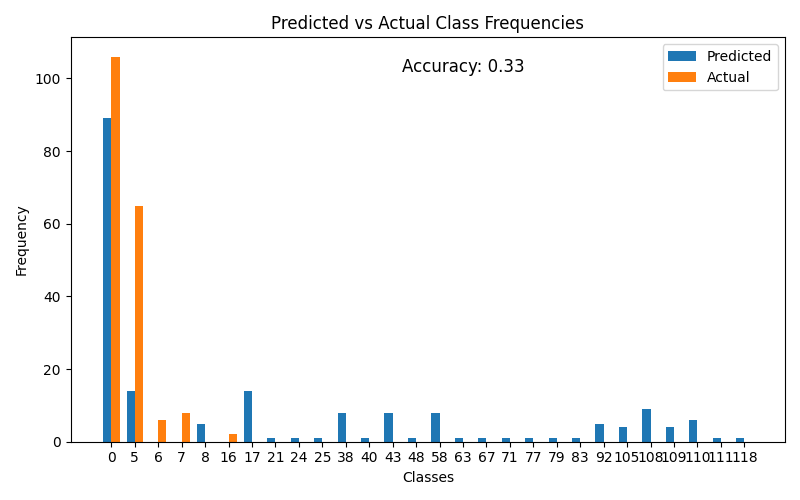 Predicted vs Actual Class Frequencies
Accuracy: 0.33
Predicted
Actual
Frequency
100
80
60
40
20
0
0 5 6 7 8 16 17 21 24 25 38 40 43 48 58 63 67 71 77 79 83 92 105 108 109 110 111 118
Classes